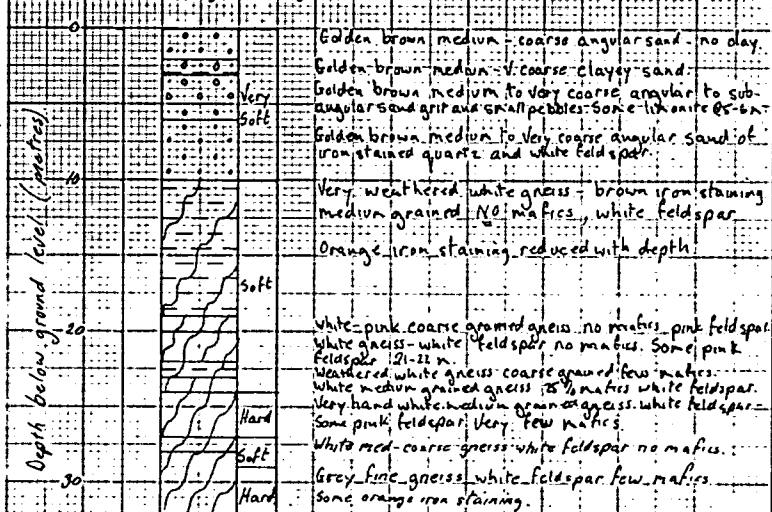 0
Golden brown medium - coarse angular sand - no clay.
Golden-brown-medium-V.coarse clayey sand.
Golden brown medium to very coarse angular to sub-
angular sand grit and small pebbles-Some limonite @5-6m-
Very
Soft
Golden brown medium to very coarse angular sand of
iron stained quartz and white feldspar
10
Very weathered white gneiss - brown iron staining
medium grained NO mafics, white feldspar
Orange iron staining reduced with depth
Soft
Depth below ground level (metres)
20
White-pink coarse grained gneiss no mafics pink feldspar
White gneiss-white feldspar no mafics. Some pink
feldspar 21-22 m.
Weathered white gneiss coarse grained few mafics.
White medium grained gneiss 25% mafics white feldspar.
Very hard white medium grained gneiss. white feldspar-
Some pink feldspar very few mafics
Hard
White med-coarse gneiss white feldspar no mafics.
Soft
30
Grey fine gneiss white feldspar few mafics
Some orange iron staining.
Hard